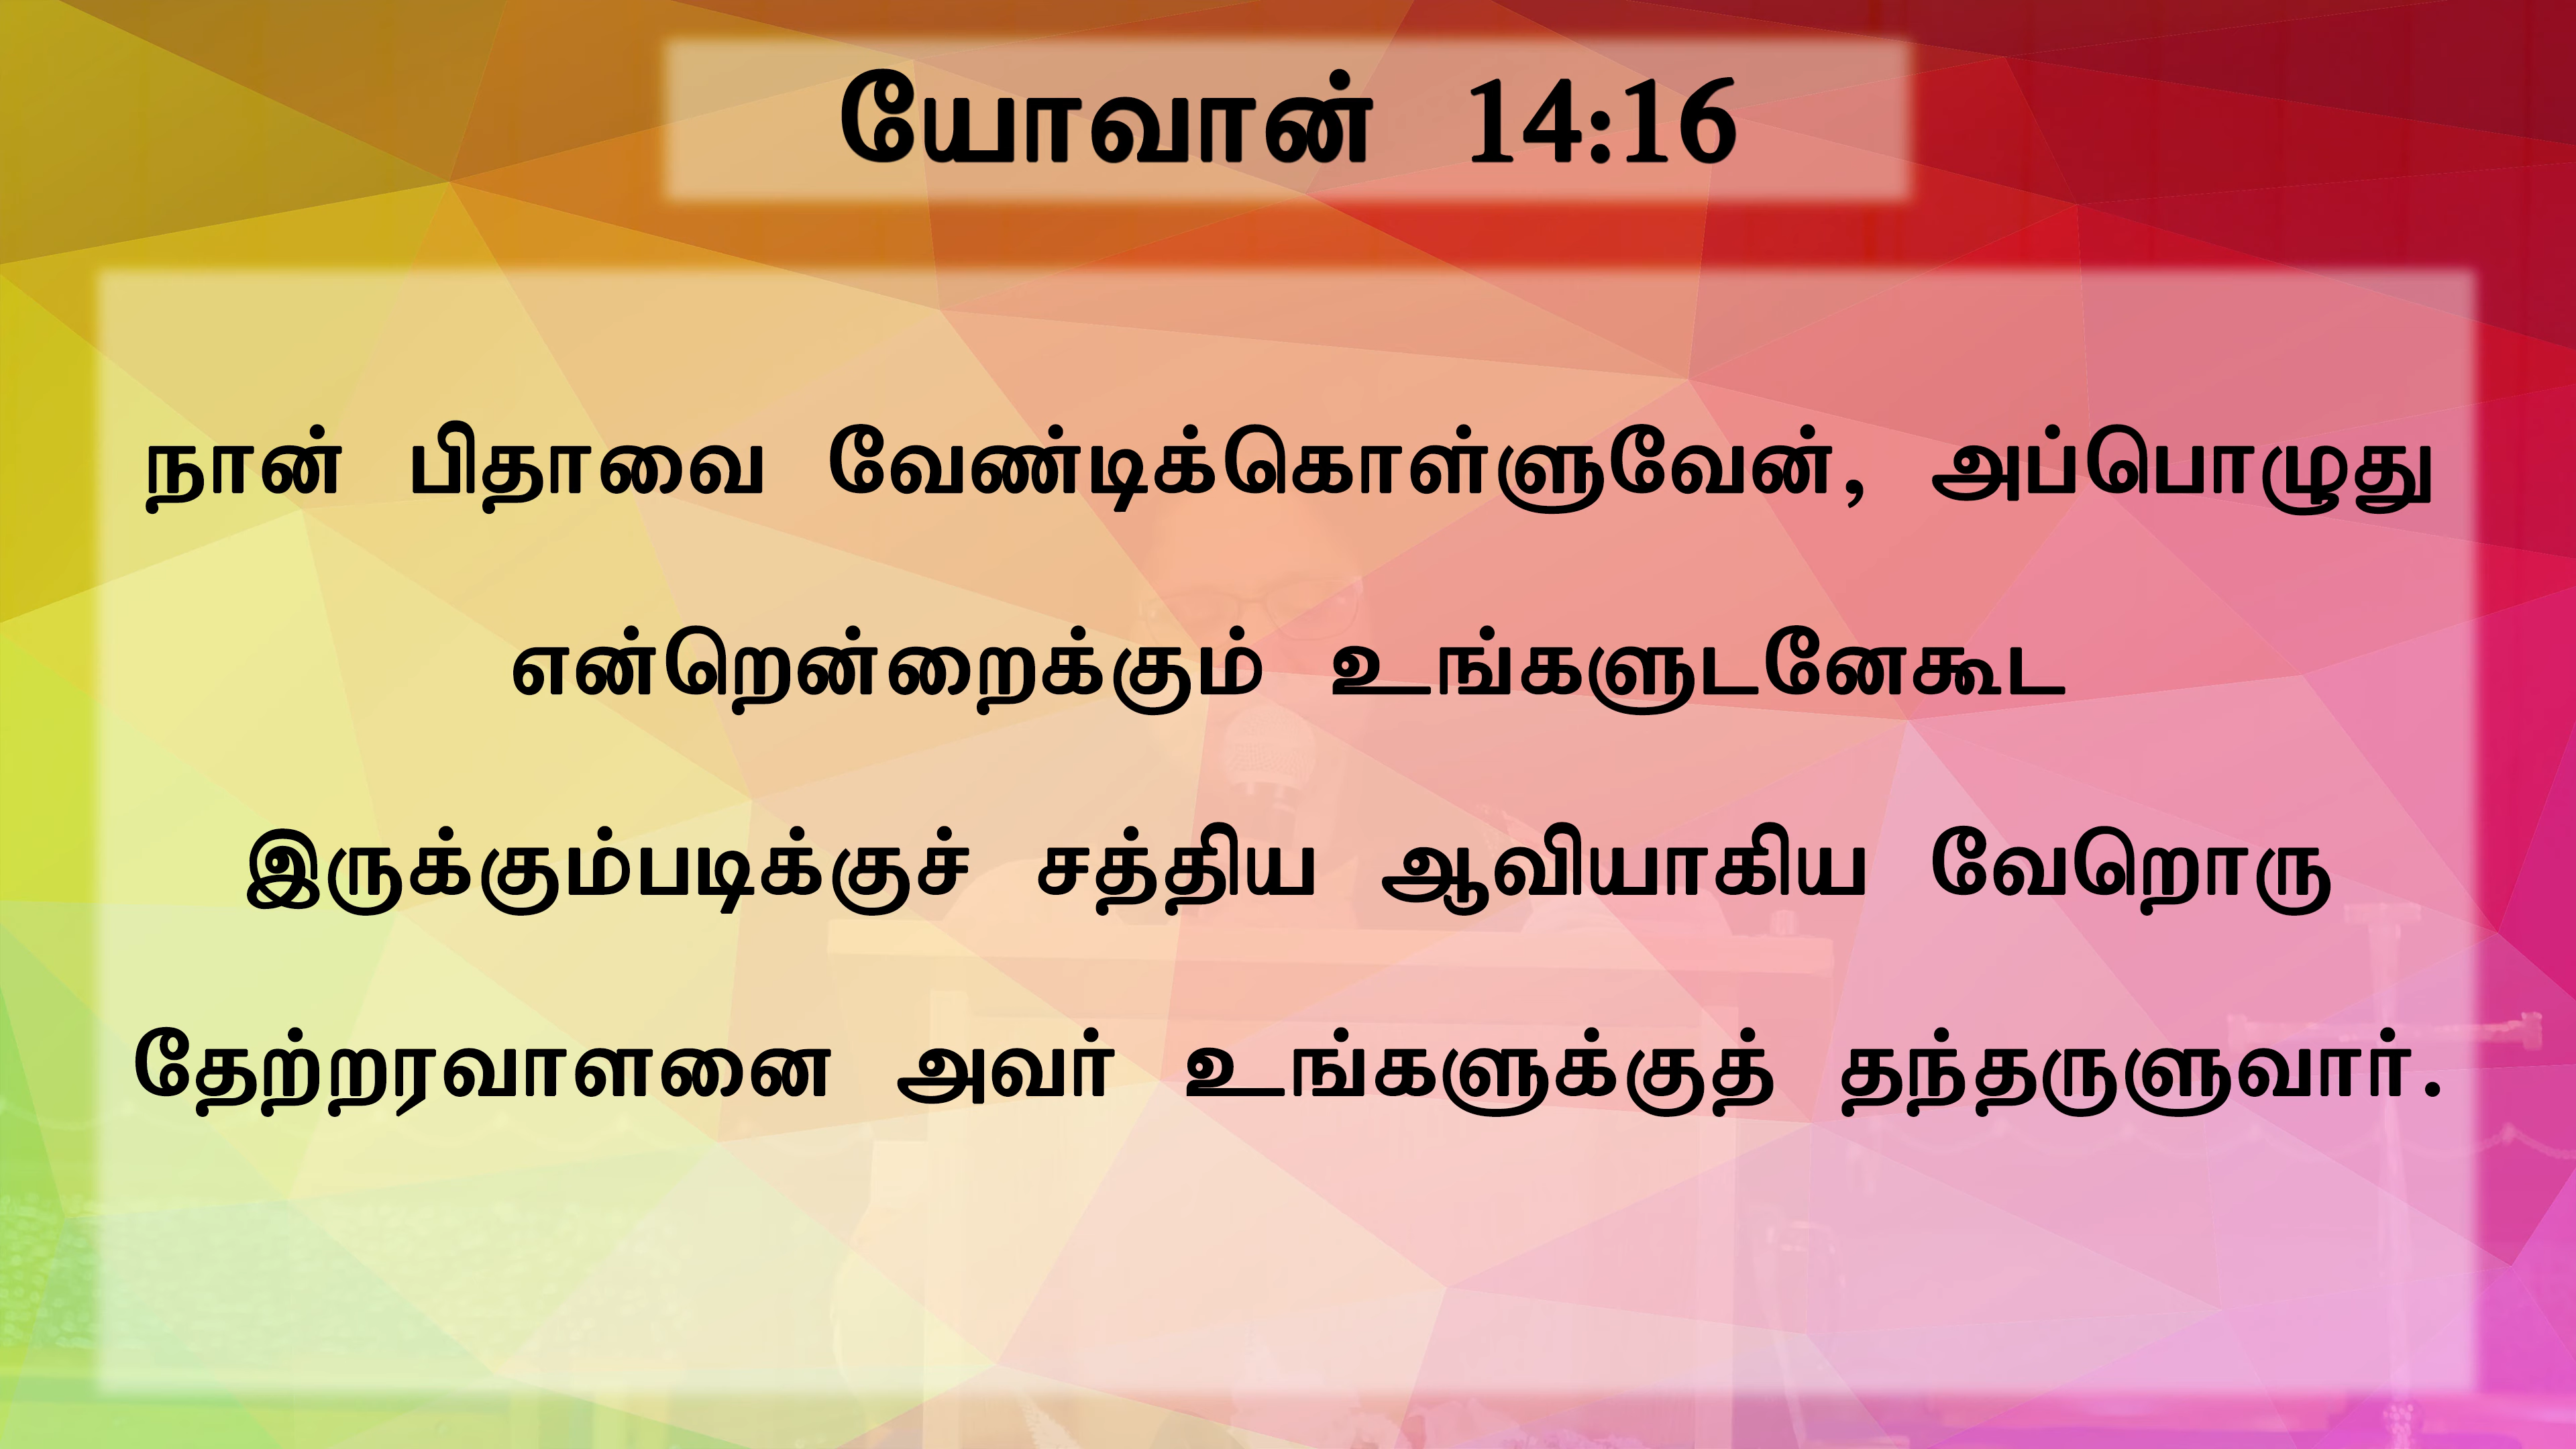 யோவான் 14:16
நான் பிதாவை வேண்டிக்கொள்ளுவேன், அப்பொழுது
என்றென்றைக்கும் உங்களுடனேகூட
இருக்கும்படிக்குச் சத்திய ஆவியாகிய வேறொரு
தேற்றரவாளனை அவர் உங்களுக்குத் தந்தருளுவார்.